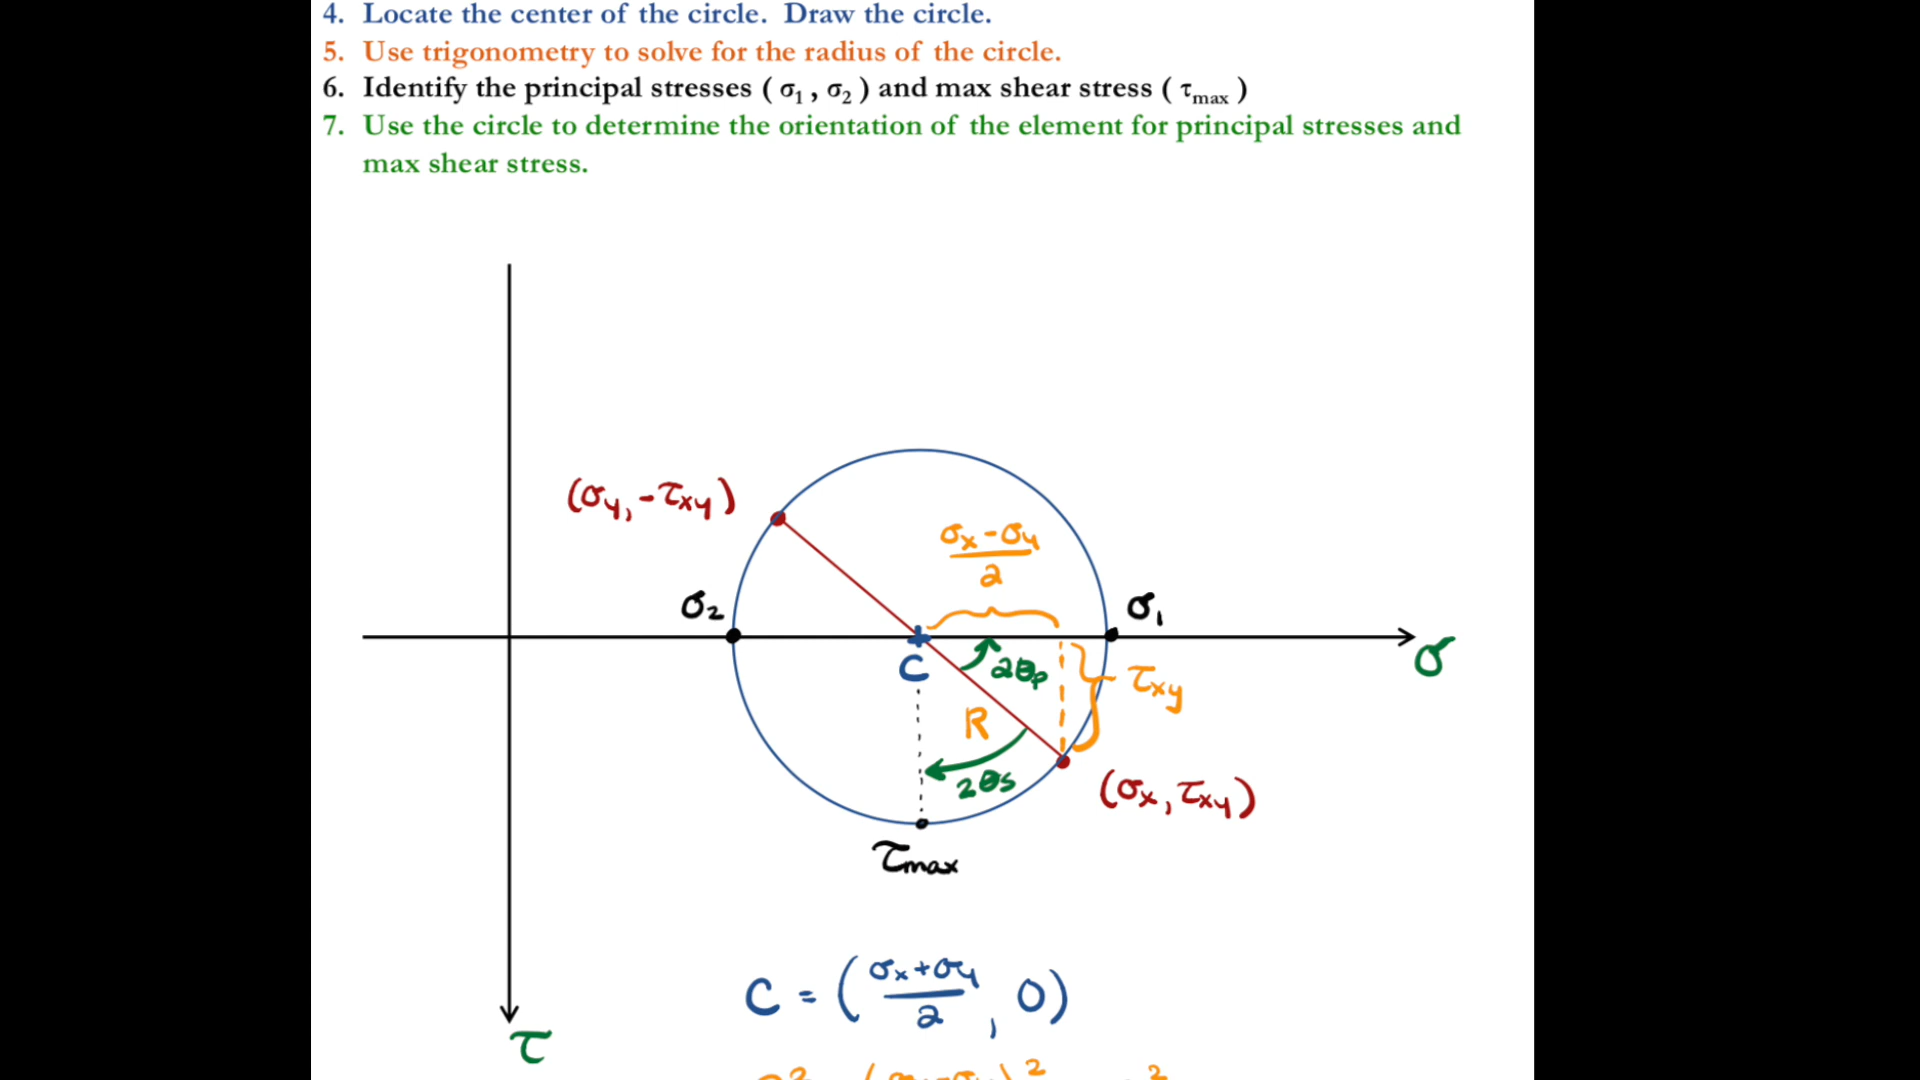 4. Locate the center of the circle. Draw the circle.
5. Use trigonometry to solve for the radius of the circle.
6. Identify the principal stresses ( σ₁ , σ₂ ) and max shear stress ( τmax )
7. Use the circle to determine the orientation of the element for principal stresses and
max shear stress.
(σy, -τxy)
σx - σy
2
σ₂
σ₁
σ
C
2θp
τxy
R
2θs
(σx, τxy)
τmax
C = (σx + σy / 2, 0)
τ